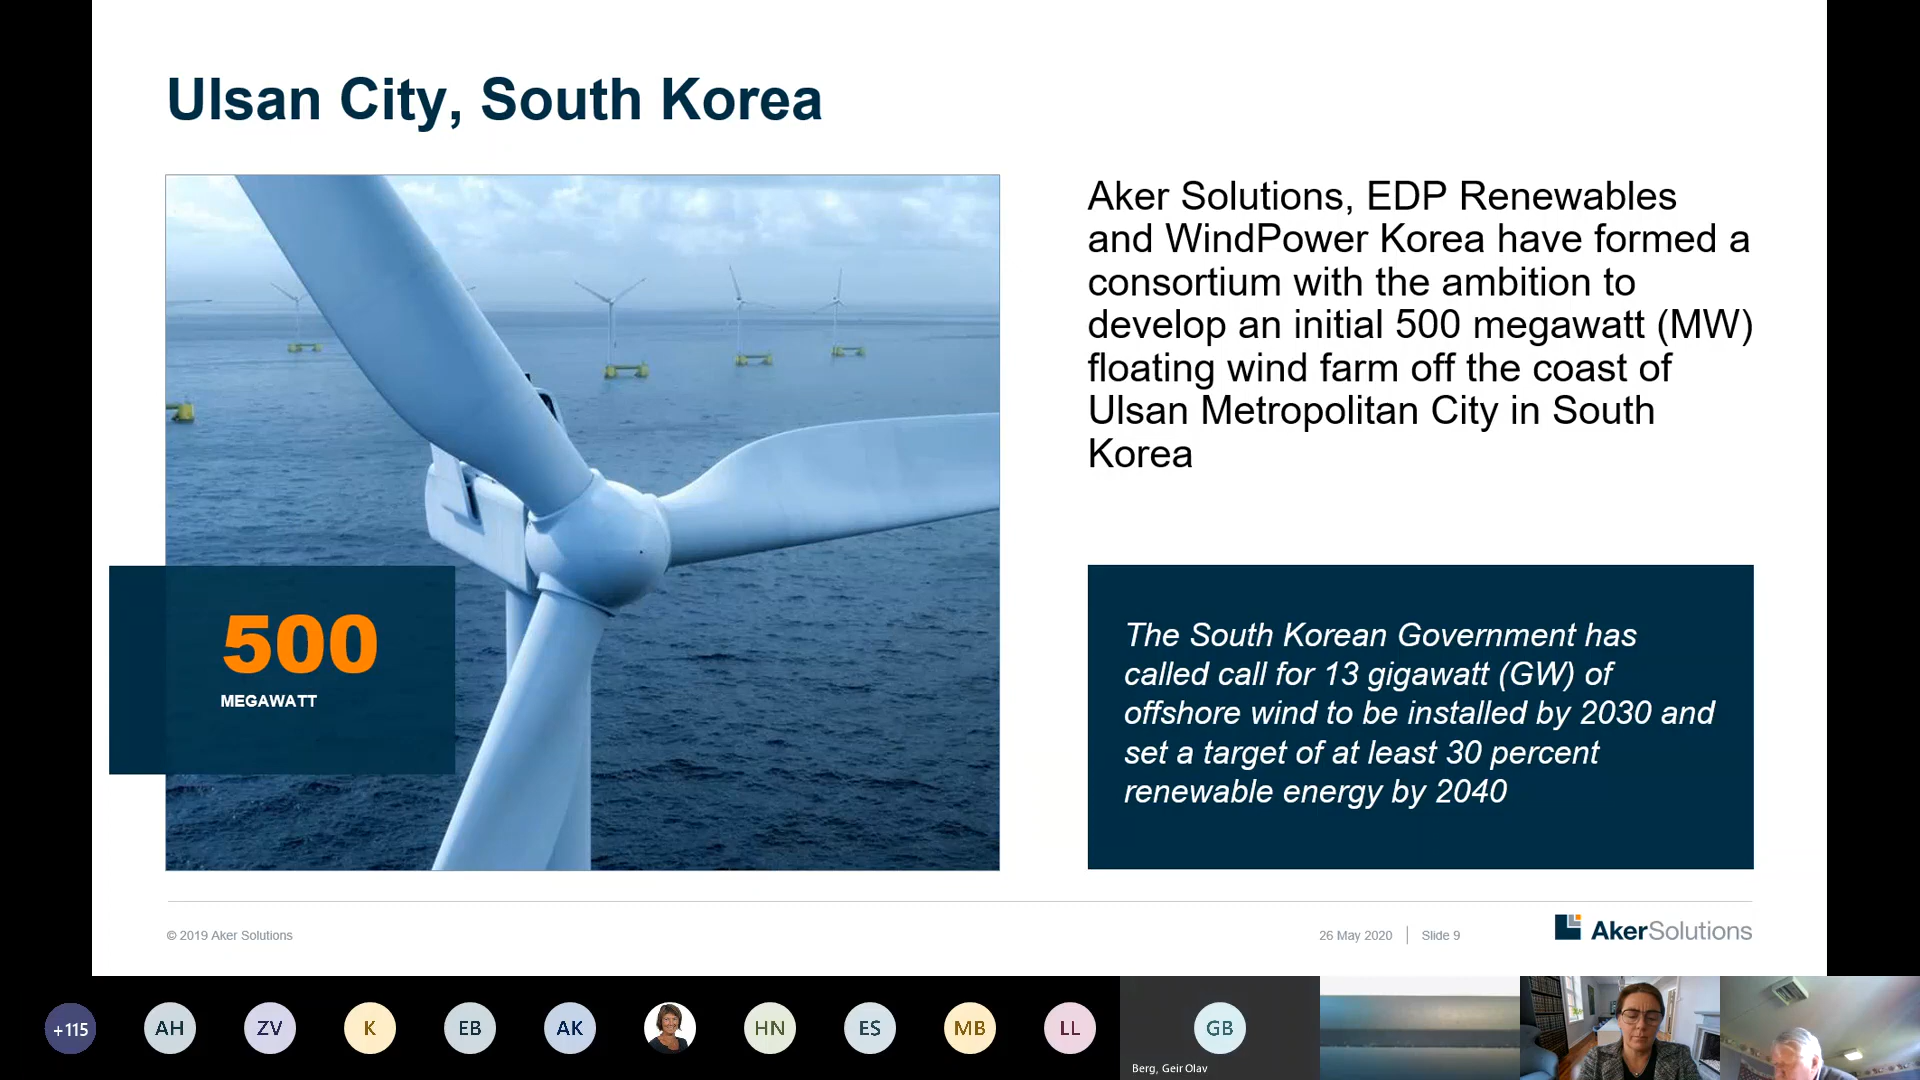 Ulsan City, South Korea
Aker Solutions, EDP Renewables
and WindPower Korea have formed a
consortium with the ambition to
develop an initial 500 megawatt (MW)
floating wind farm off the coast of
Ulsan Metropolitan City in South
Korea
500
MEGAWATT
The South Korean Government has
called call for 13 gigawatt (GW) of
offshore wind to be installed by 2030 and
set a target of at least 30 percent
renewable energy by 2040
© 2019 Aker Solutions
26 May 2020
Slide 9
AkerSolutions
+115
AH
ZV
K
EB
AK
HN
ES
MB
LL
GB
Berg, Geir Olav